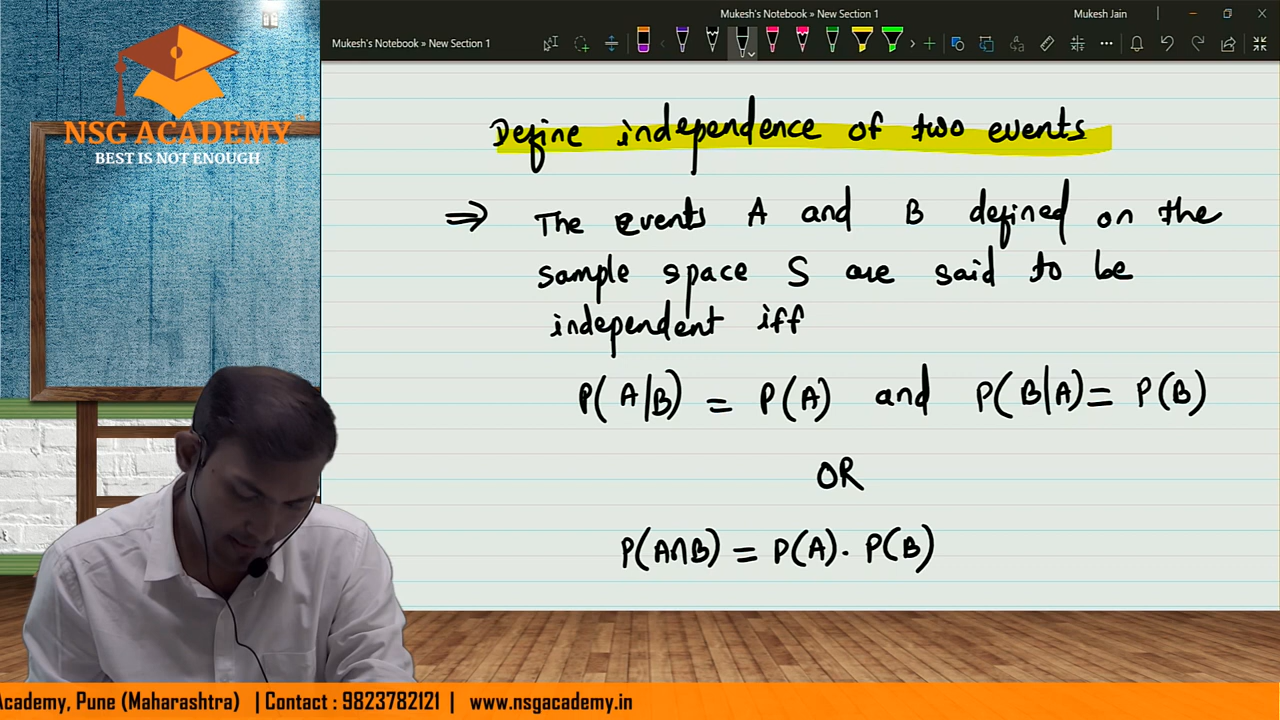 Mukesh's Notebook » New Section 1
Mukesh Jain
Mukesh's Notebook » New Section 1
NSG ACADEMY
BEST IS NOT ENOUGH
Define independence of two events
⇒ The events A and B defined on the
sample space S are said to be
independent iff
P(A|B) = P(A) and P(B|A) = P(B)
OR
P(A∩B) = P(A) · P(B)
Academy, Pune (Maharashtra) | Contact : 9823782121 | www.nsgacademy.in